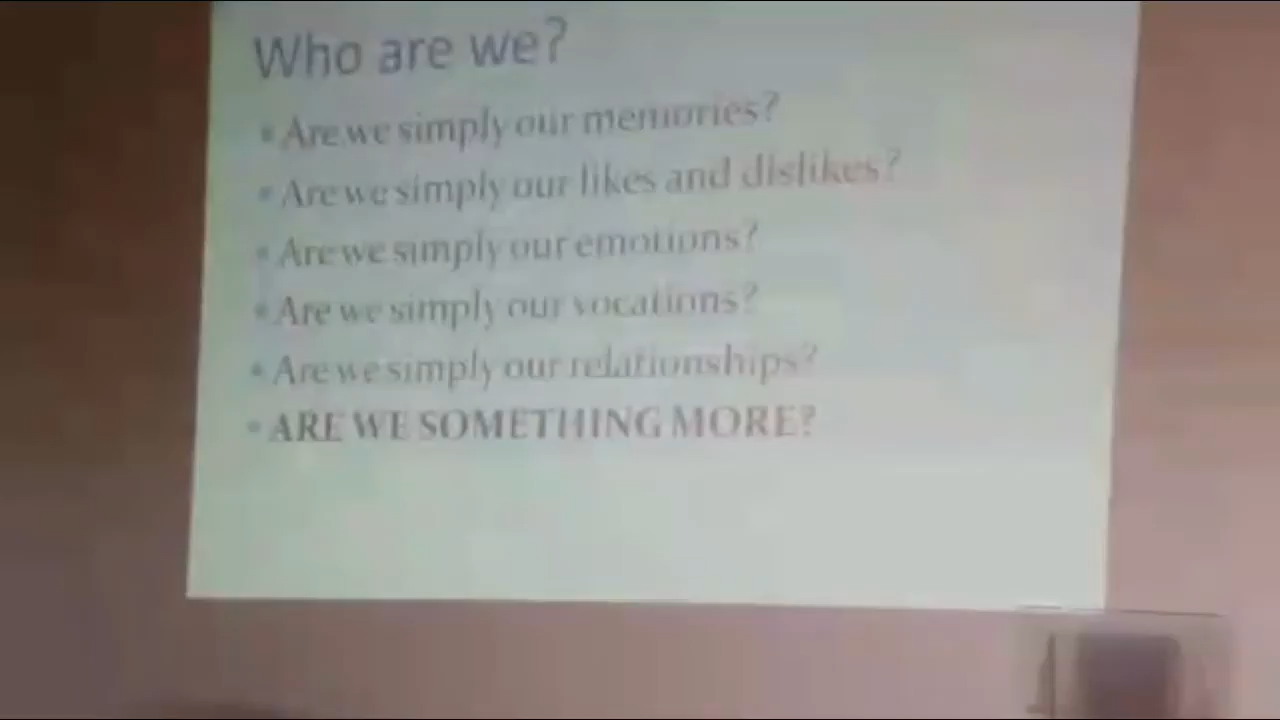 Who are we?
• Are we simply our memories?
• Are we simply our likes and dislikes?
• Are we simply our emotions?
• Are we simply our vocations?
• Are we simply our relationships?
• ARE WE SOMETHING MORE?